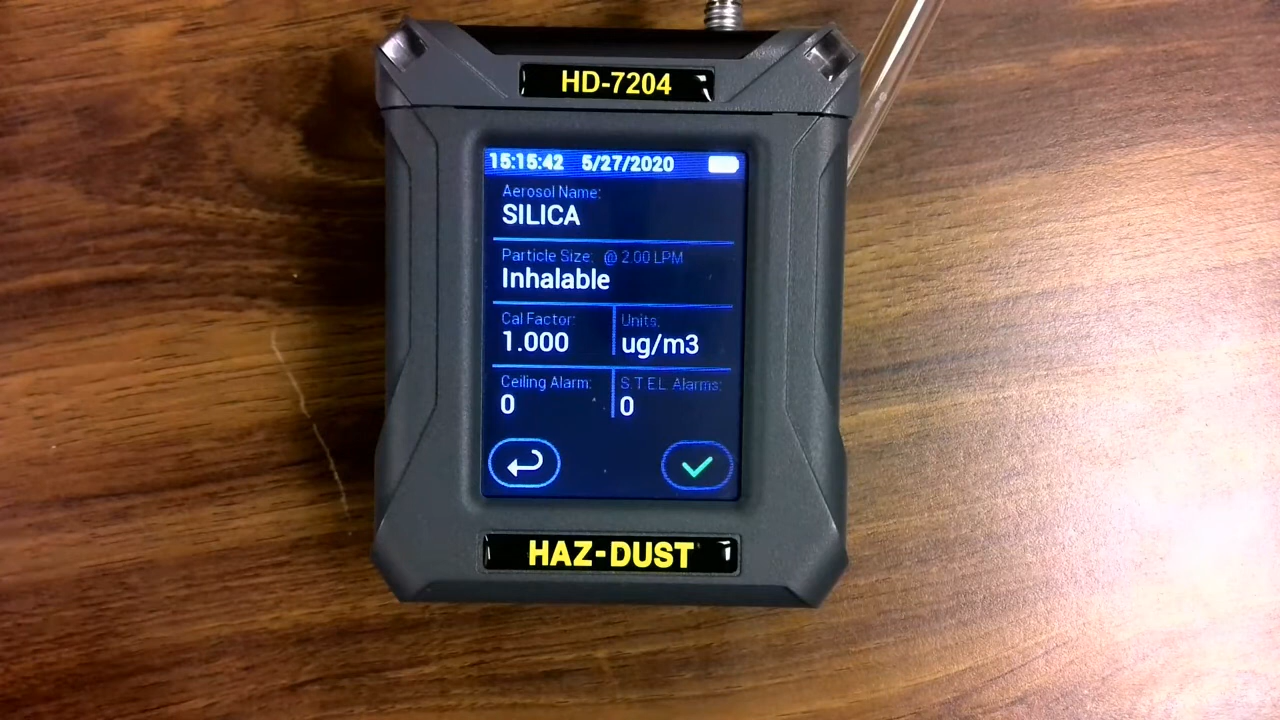 HD-7204
15:15:42 5/27/2020
Aerosol Name:
SILICA
Particle Size: @ 2.00 LPM
Inhalable
Cal Factor: Units:
1.000 ug/m3
Ceiling Alarm: S.T.E.L. Alarms:
0 0
HAZ-DUST